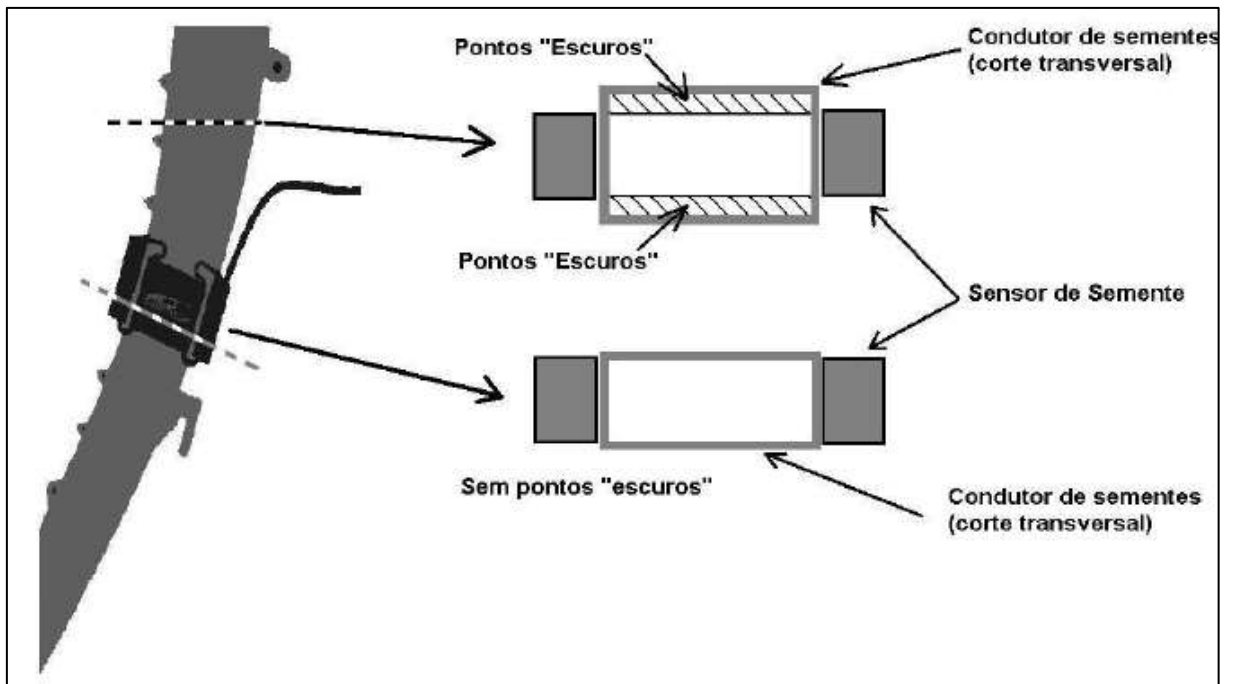 Pontos "Escuros"
Condutor de sementes
(corte transversal)
Pontos "Escuros"
Sensor de Semente
Sem pontos "escuros"
Condutor de sementes
(corte transversal)